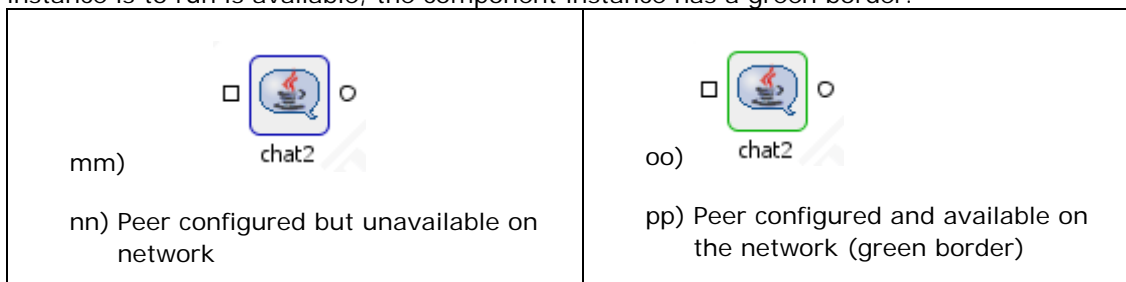 instance is to run is available, the component instance has a green border.
chat2
mm)
nn) Peer configured but unavailable on
network
chat2
oo)
pp) Peer configured and available on
the network (green border)